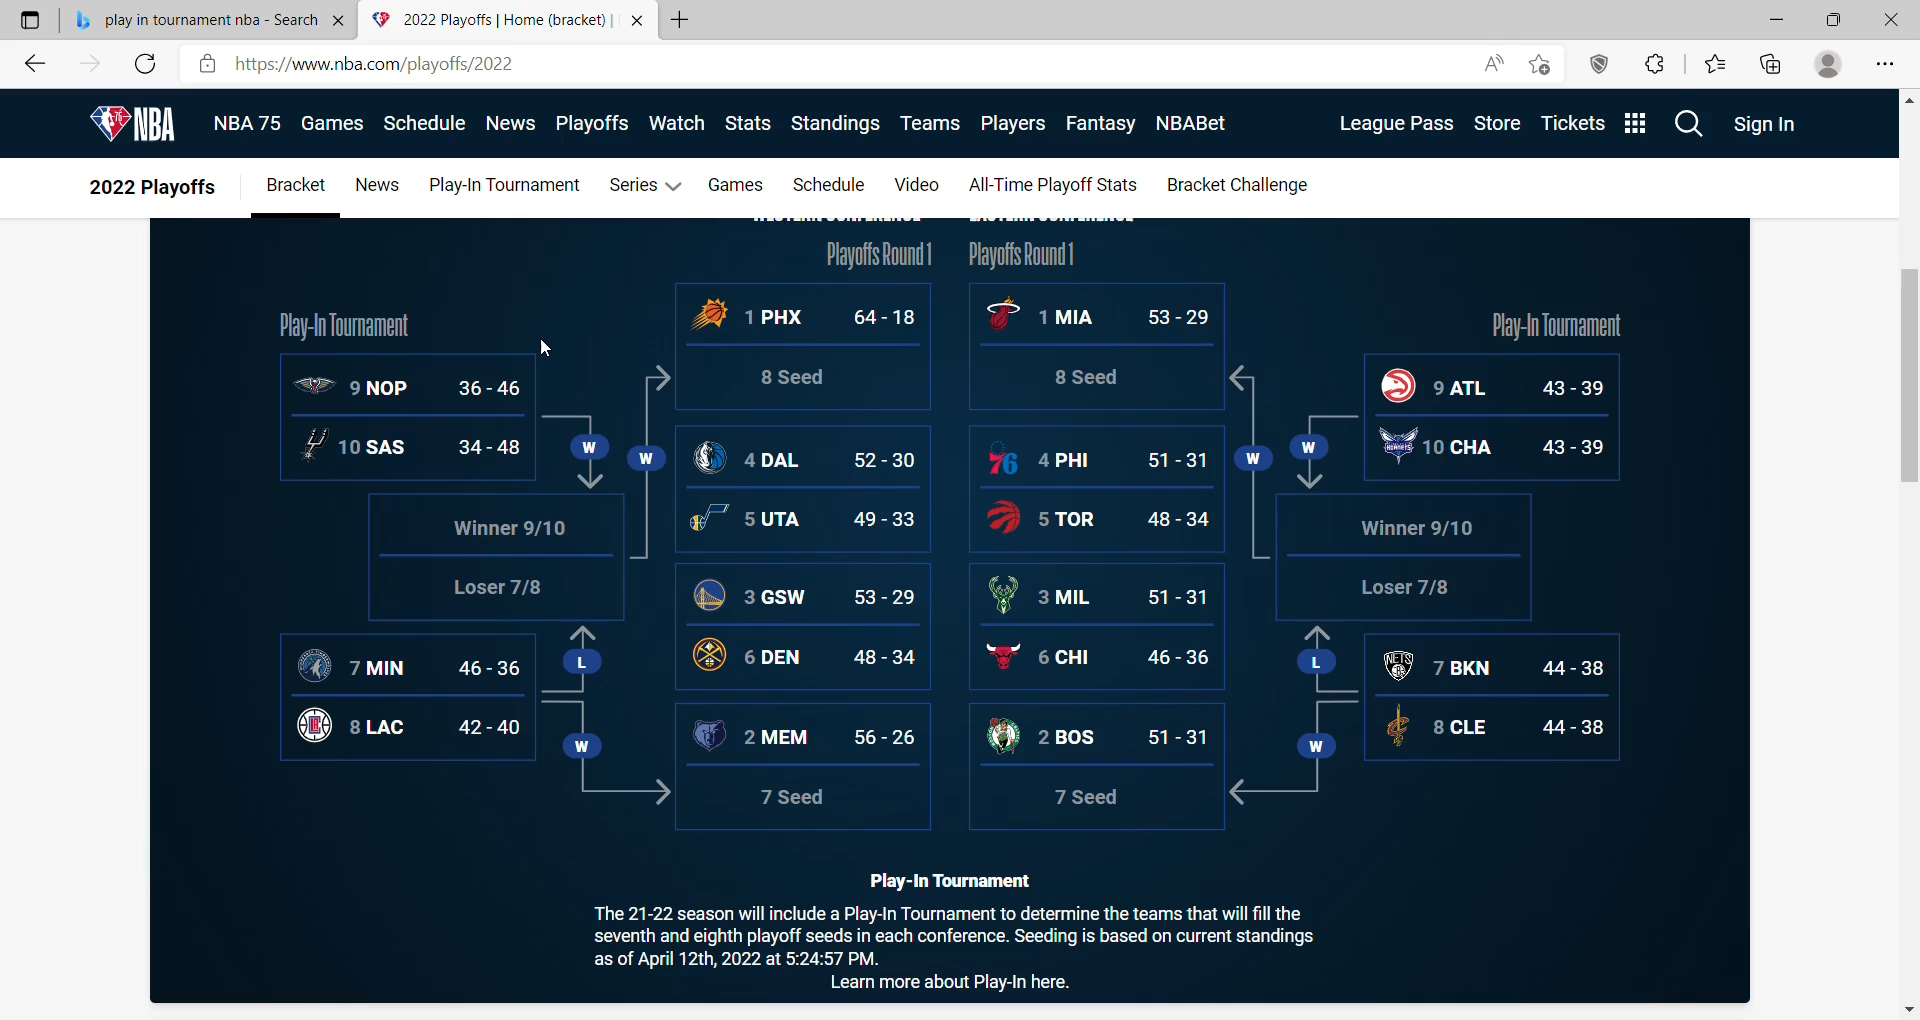 play in tournament nba - Search
2022 Playoffs | Home (bracket) |
https://www.nba.com/playoffs/2022
NBA
NBA 75 Games Schedule News Playoffs Watch Stats Standings Teams Players Fantasy NBABet
League Pass Store Tickets Sign In
2022 Playoffs
Bracket News Play-In Tournament Series Games Schedule Video All-Time Playoff Stats Bracket Challenge
Playoffs Round 1
Playoffs Round 1
Play-In Tournament
9 NOP 36 - 46
10 SAS 34 - 48
W
W
Winner 9/10
Loser 7/8
7 MIN 46 - 36
8 LAC 42 - 40
L
W
1 PHX 64 - 18
8 Seed
4 DAL 52 - 30
5 UTA 49 - 33
3 GSW 53 - 29
6 DEN 48 - 34
2 MEM 56 - 26
7 Seed
1 MIA 53 - 29
8 Seed
4 PHI 51 - 31
5 TOR 48 - 34
3 MIL 51 - 31
6 CHI 46 - 36
2 BOS 51 - 31
7 Seed
Play-In Tournament
9 ATL 43 - 39
10 CHA 43 - 39
W
W
Winner 9/10
Loser 7/8
7 BKN 44 - 38
8 CLE 44 - 38
L
W
Play-In Tournament
The 21-22 season will include a Play-In Tournament to determine the teams that will fill the
seventh and eighth playoff seeds in each conference. Seeding is based on current standings
as of April 12th, 2022 at 5:24:57 PM.
Learn more about Play-In here.